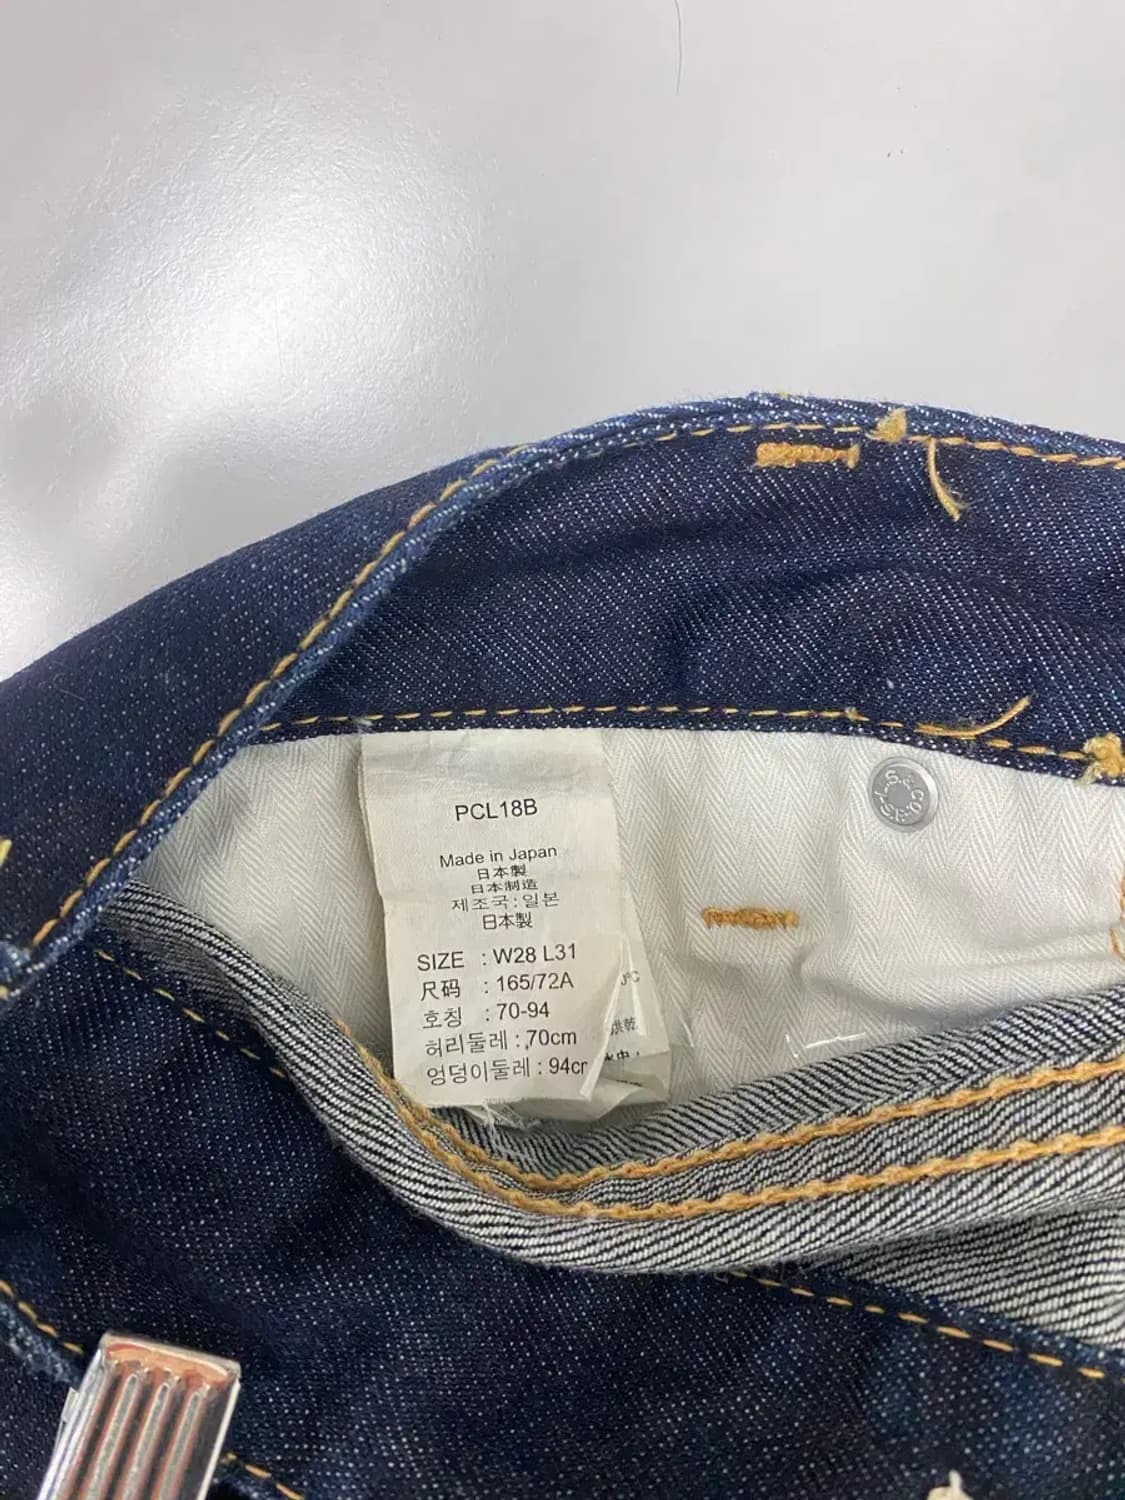 PCL18B
Made in Japan
日本製
日本制造
제조국:일본
日本製
SIZE : W28 L31
尺码 : 165/72A
호칭 : 70-94
허리둘레 : 70cm
엉덩이둘레 : 94cm